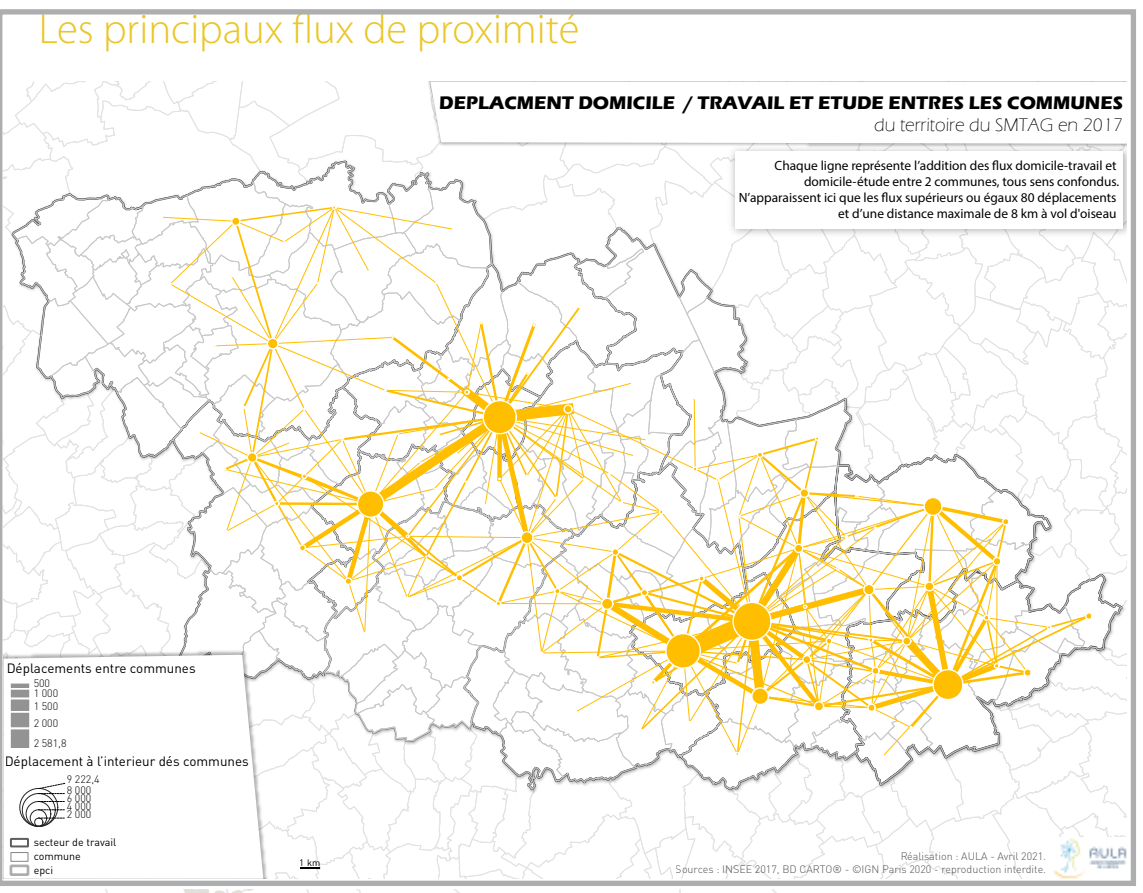 Les principaux flux de proximité
DEPLACMENT DOMICILE / TRAVAIL ET ETUDE ENTRES LES COMMUNES
du territoire du SMTAG en 2017
Chaque ligne représente l'addition des flux domicile-travail et
domicile-étude entre 2 communes, tous sens confondus.
N'apparaissent ici que les flux supérieurs ou égaux 80 déplacements
et d'une distance maximale de 8 km à vol d'oiseau
Déplacements entre communes
500
1 000
1 500
2 000
2 581,8
Déplacement à l'interieur dés communes
9 222,4
8 000
6 000
4 000
2 000
secteur de travail
commune
epci
1 km
Réalisation : AULA - Avril 2021.
Sources : INSEE 2017, BD CARTO® - ©IGN Paris 2020 - reproduction interdite.
AULA